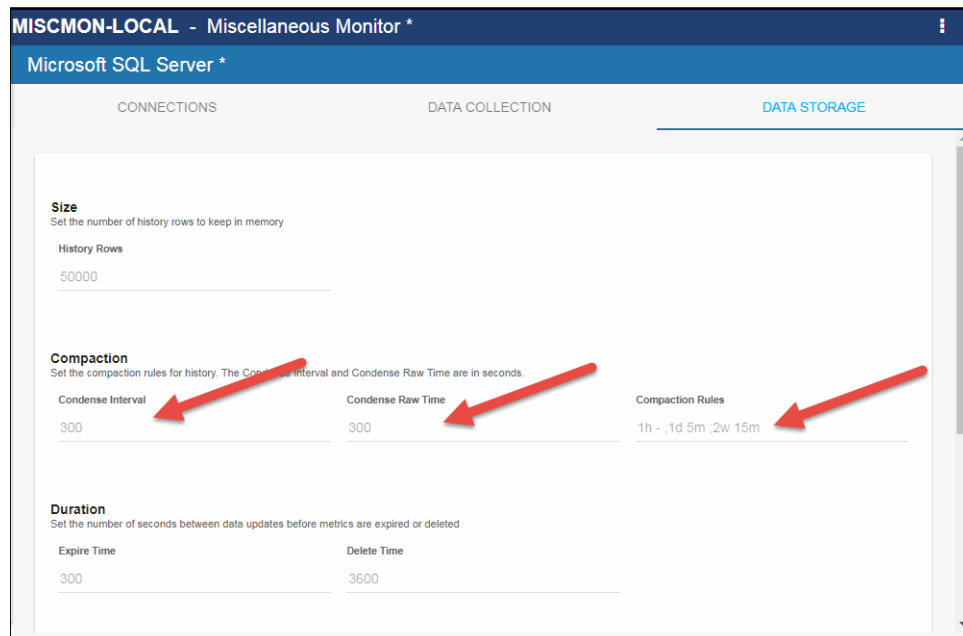 MISCMON-LOCAL - Miscellaneous Monitor *
Microsoft SQL Server *
CONNECTIONS DATA COLLECTION DATA STORAGE
Size
Set the number of history rows to keep in memory
History Rows
50000
Compaction
Set the compaction rules for history. The Condense Interval and Condense Raw Time are in seconds.
Condense Interval Condense Raw Time Compaction Rules
300 300 1h - ;1d 5m ;2w 15m
Duration
Set the number of seconds between data updates before metrics are expired or deleted
Expire Time Delete Time
300 3600